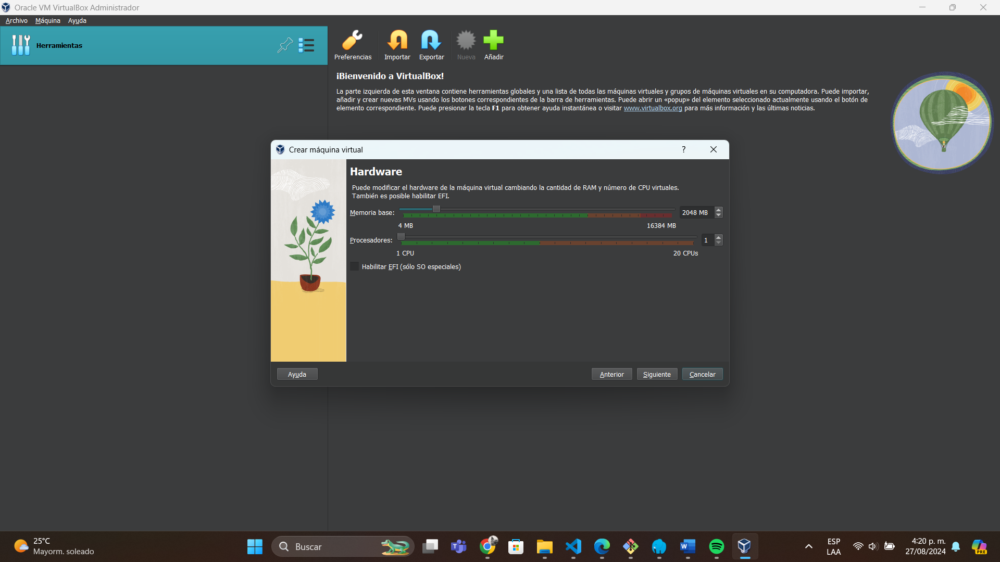 Oracle VM VirtualBox Administrador
Archivo Máquina Ayuda
Herramientas
Preferencias Importar Exportar Nueva Añadir
¡Bienvenido a VirtualBox!
La parte izquierda de esta ventana contiene herramientas globales y una lista de todas las máquinas virtuales y grupos de máquinas virtuales en su computadora. Puede importar,
añadir y crear nuevas MVs usando los botones correspondientes de la barra de herramientas. Puede abrir un «popup» del elemento seleccionado actualmente usando el botón de
elemento correspondiente. Puede presionar la tecla F1 para obtener ayuda instantánea o visitar www.virtualbox.org para más información y las últimas noticias.
Crear máquina virtual ?
Hardware
Puede modificar el hardware de la máquina virtual cambiando la cantidad de RAM y número de CPU virtuales.
También es posible habilitar EFI.
Memoria base: 2048 MB
4 MB 16384 MB
Procesadores: 1
1 CPU 20 CPUs
Habilitar EFI (sólo SO especiales)
Ayuda Anterior Siguiente Cancelar
25°C
Mayorm. soleado
Buscar
ESP
LAA
4:20 p. m.
27/08/2024
PRE